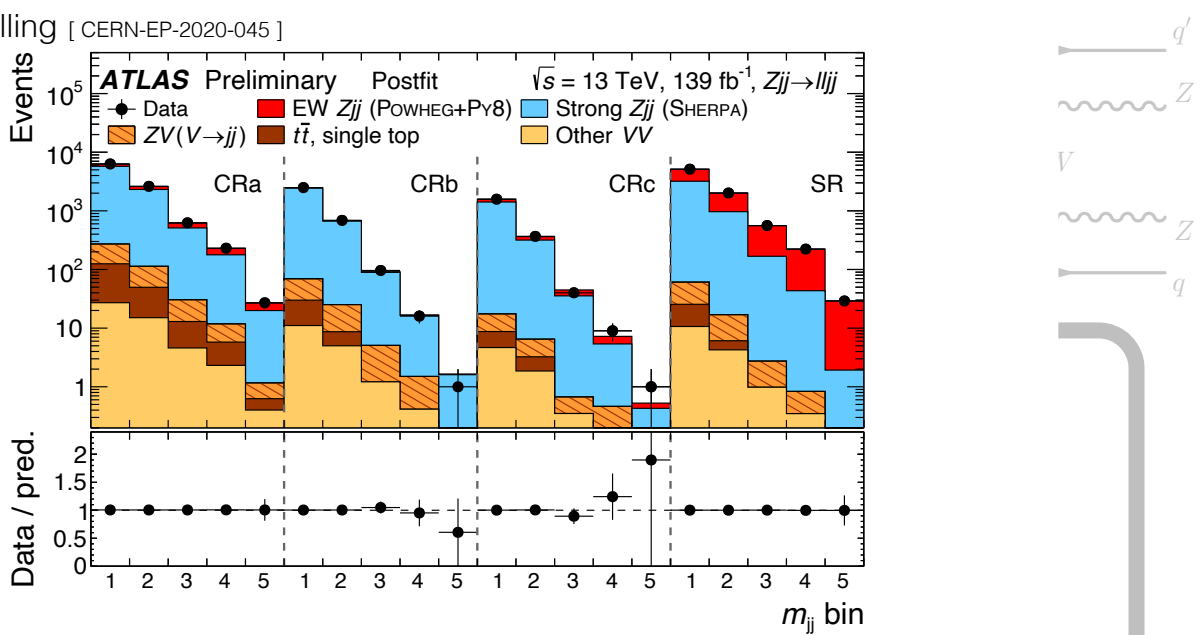 lling [ CERN-EP-2020-045 ]
Events
ATLAS Preliminary Postfit √s = 13 TeV, 139 fb⁻¹, Zjj→lljj
Data EW Zjj (POWHEG+PY8) Strong Zjj (SHERPA)
ZV(V→jj) tt̄, single top Other VV
CRa CRb CRc SR
10⁵
10⁴
10³
10²
10
1
Data / pred.
2
1.5
1
0.5
0
1 2 3 4 5 1 2 3 4 5 1 2 3 4 5 1 2 3 4 5
m_jj bin
q′
Z
V
Z
q